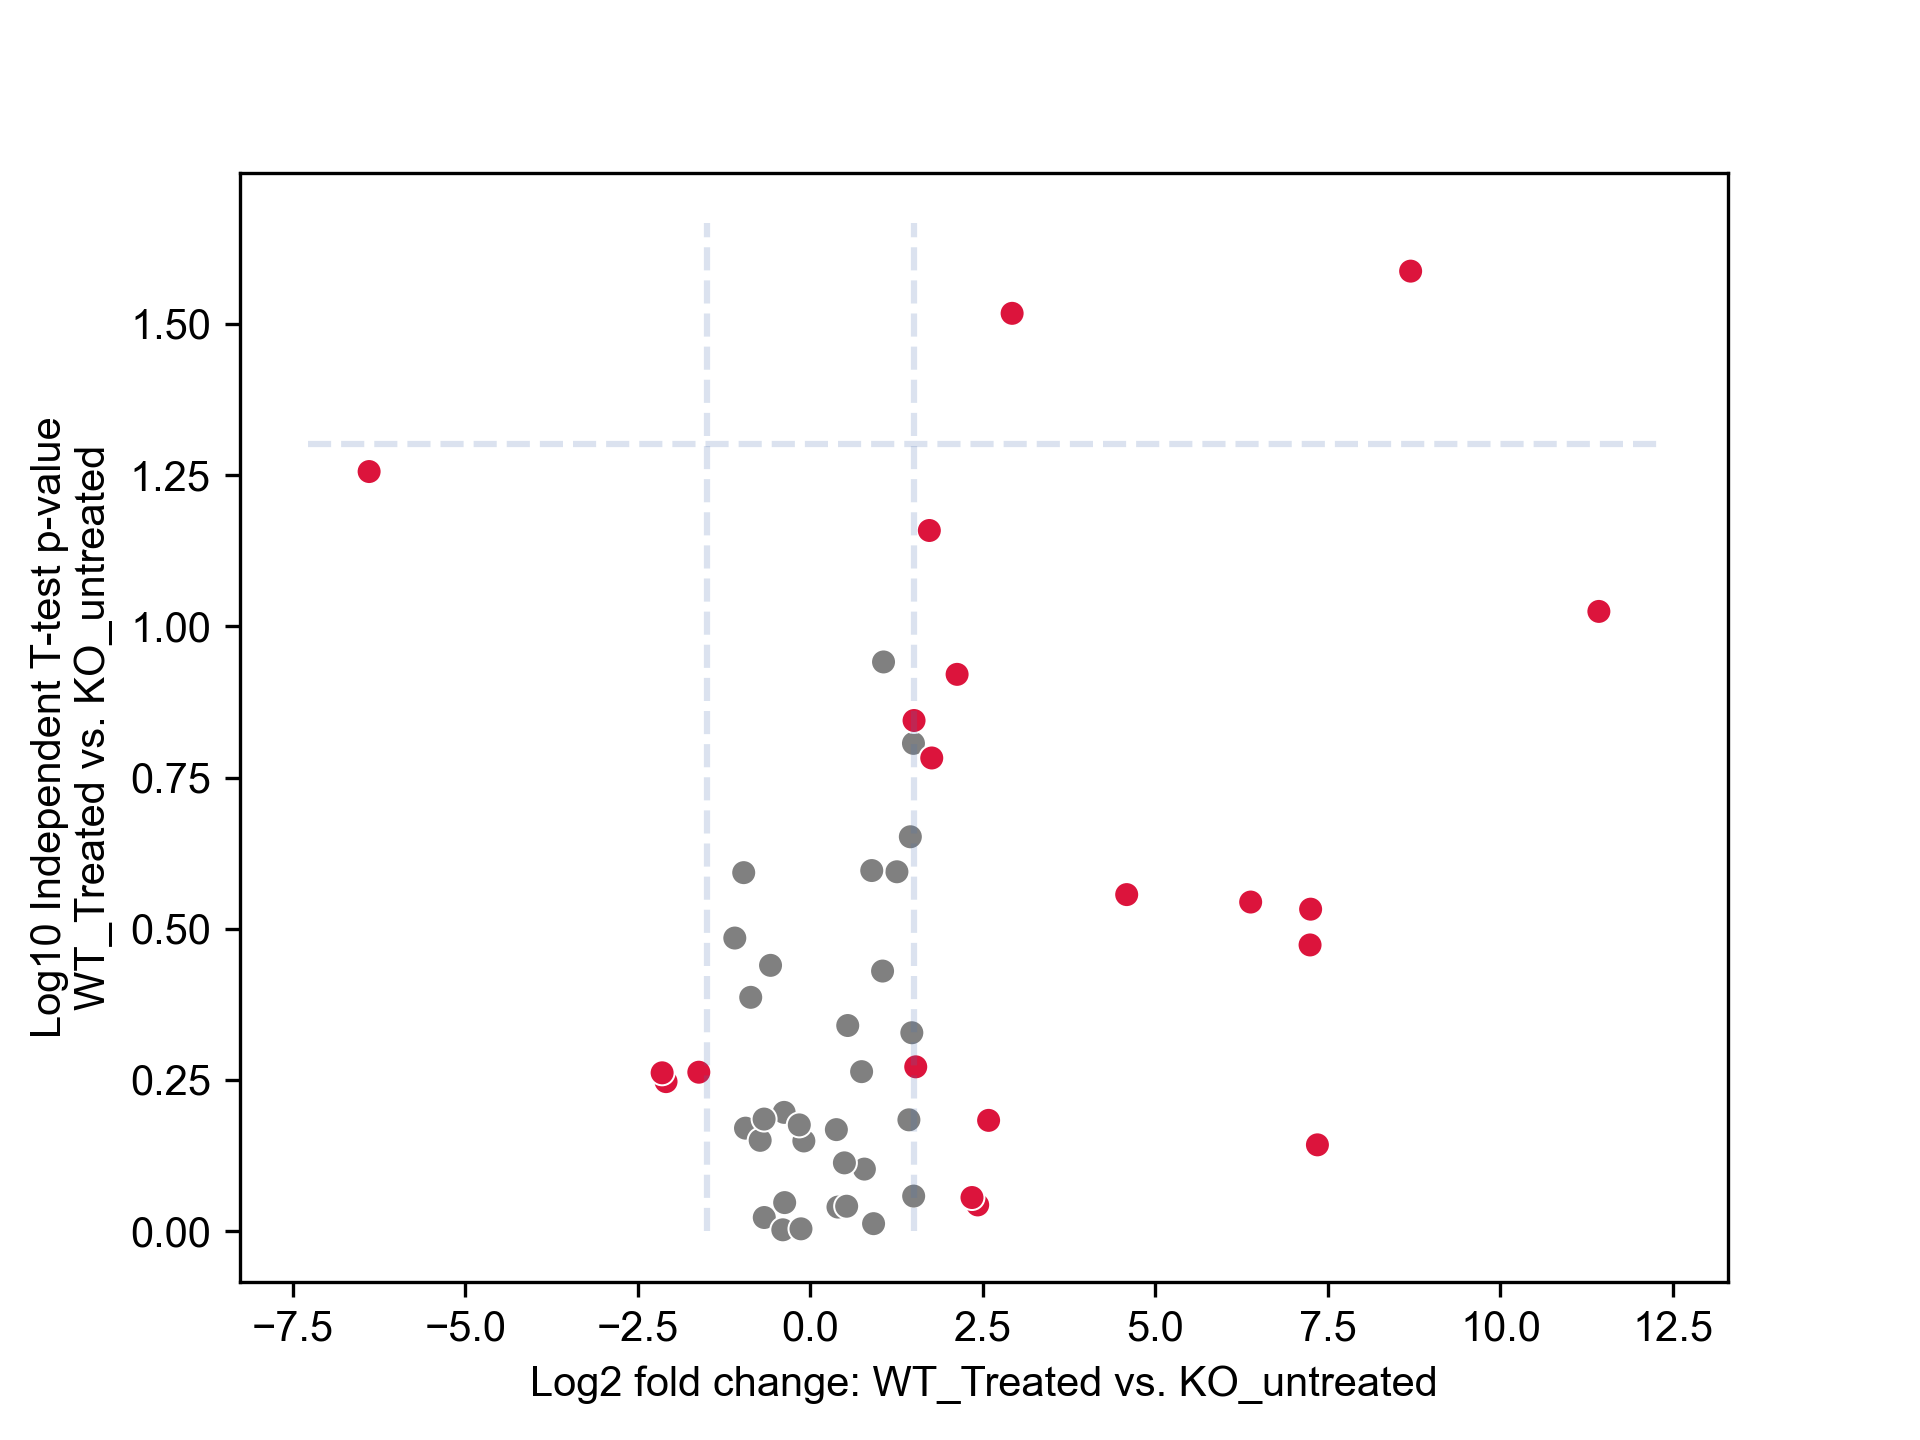 Log10 Independent T-test p-value
WT_Treated vs. KO_untreated
1.50
1.25
1.00
0.75
0.50
0.25
0.00
−7.5 −5.0 −2.5 0.0 2.5 5.0 7.5 10.0 12.5
Log2 fold change: WT_Treated vs. KO_untreated